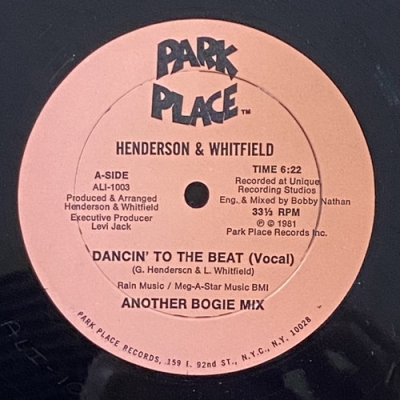 PARK
PLACE™
HENDERSON & WHITFIELD
A-SIDE
ALI-1003
Produced & Arranged
Henderson & Whitfield
Executive Producer
Levi Jack
TIME 6:22
Recorded at Unique
Recording Studios
Eng., & Mixed by Bobby Nathan
33⅓ RPM
℗ © 1981
Park Place Records Inc.
DANCIN' TO THE BEAT (Vocal)
(G. Henderscn & L. Whitfield)
Rain Music / Meg-A-Star Music BMI
ANOTHER BOGIE MIX
PARK PLACE RECORDS, 159 E. 92nd ST., N.Y.C., N.Y. 10028